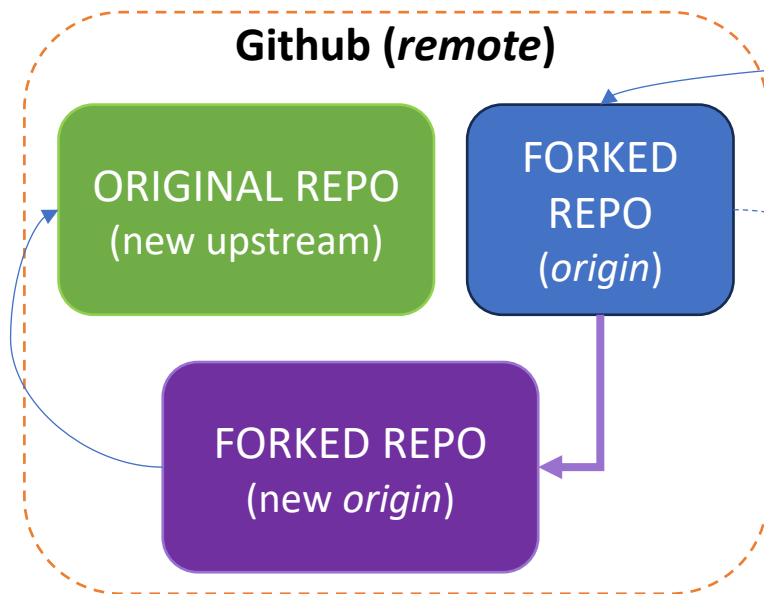 Github (remote)
ORIGINAL REPO
(new upstream)
FORKED
REPO
(origin)
FORKED REPO
(new origin)